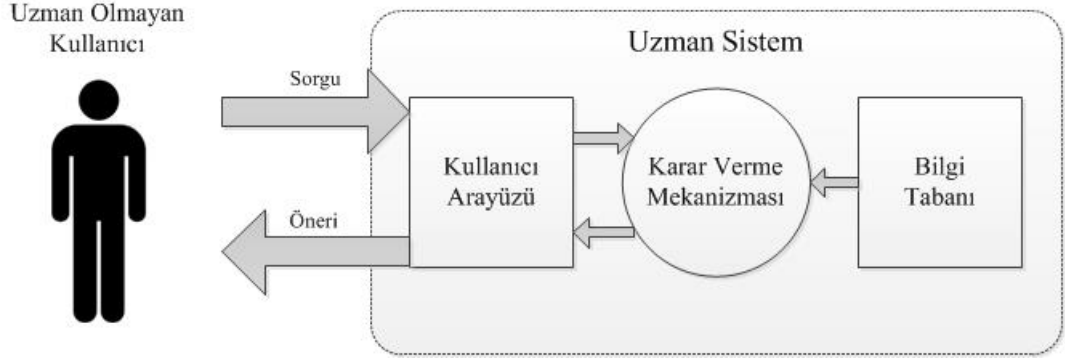 Uzman Olmayan
Kullanıcı
Uzman Sistem
Sorgu
Öneri
Kullanıcı
Arayüzü
Karar Verme
Mekanizması
Bilgi
Tabanı